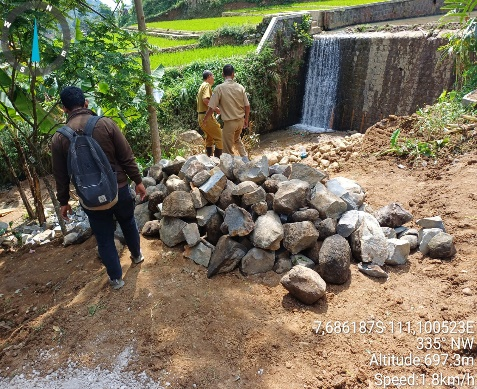 7,686187S 111,100523E
335° NW
Altitude 697.3m
Speed:1.8km/h